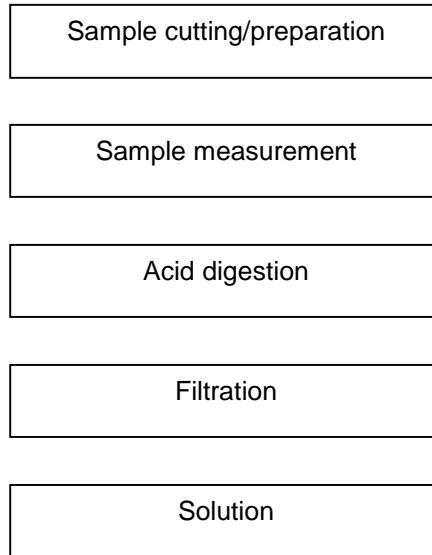 Sample cutting/preparation
Sample measurement
Acid digestion
Filtration
Solution